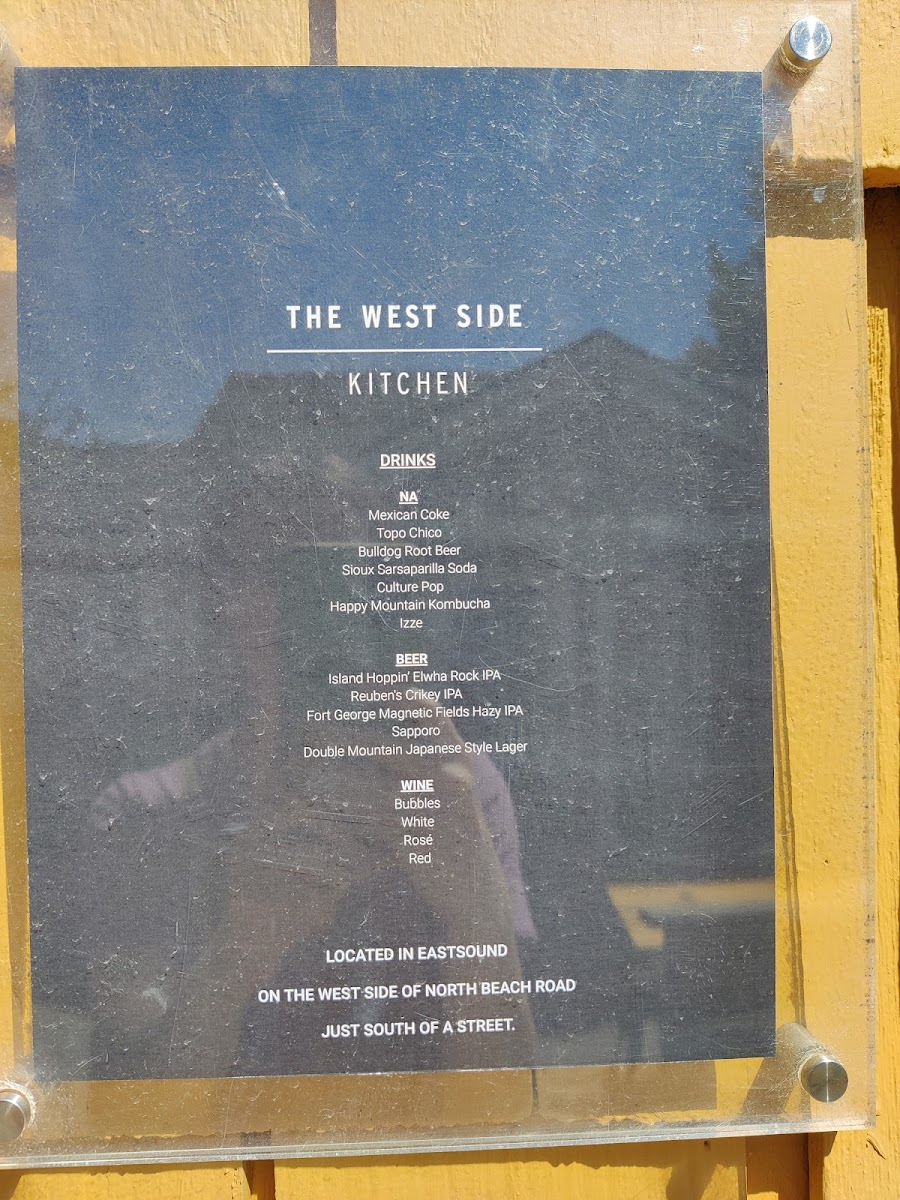 THE WEST SIDE
KITCHEN
DRINKS
NA
Mexican Coke
Topo Chico
Bulldog Root Beer
Sioux Sarsaparilla Soda
Culture Pop
Happy Mountain Kombucha
Izze
BEER
Island Hoppin' Elwha Rock IPA
Reuben's Crikey IPA
Fort George Magnetic Fields Hazy IPA
Sapporo
Double Mountain Japanese Style Lager
WINE
Bubbles
White
Rosé
Red
LOCATED IN EASTSOUND
ON THE WEST SIDE OF NORTH BEACH ROAD
JUST SOUTH OF A STREET.